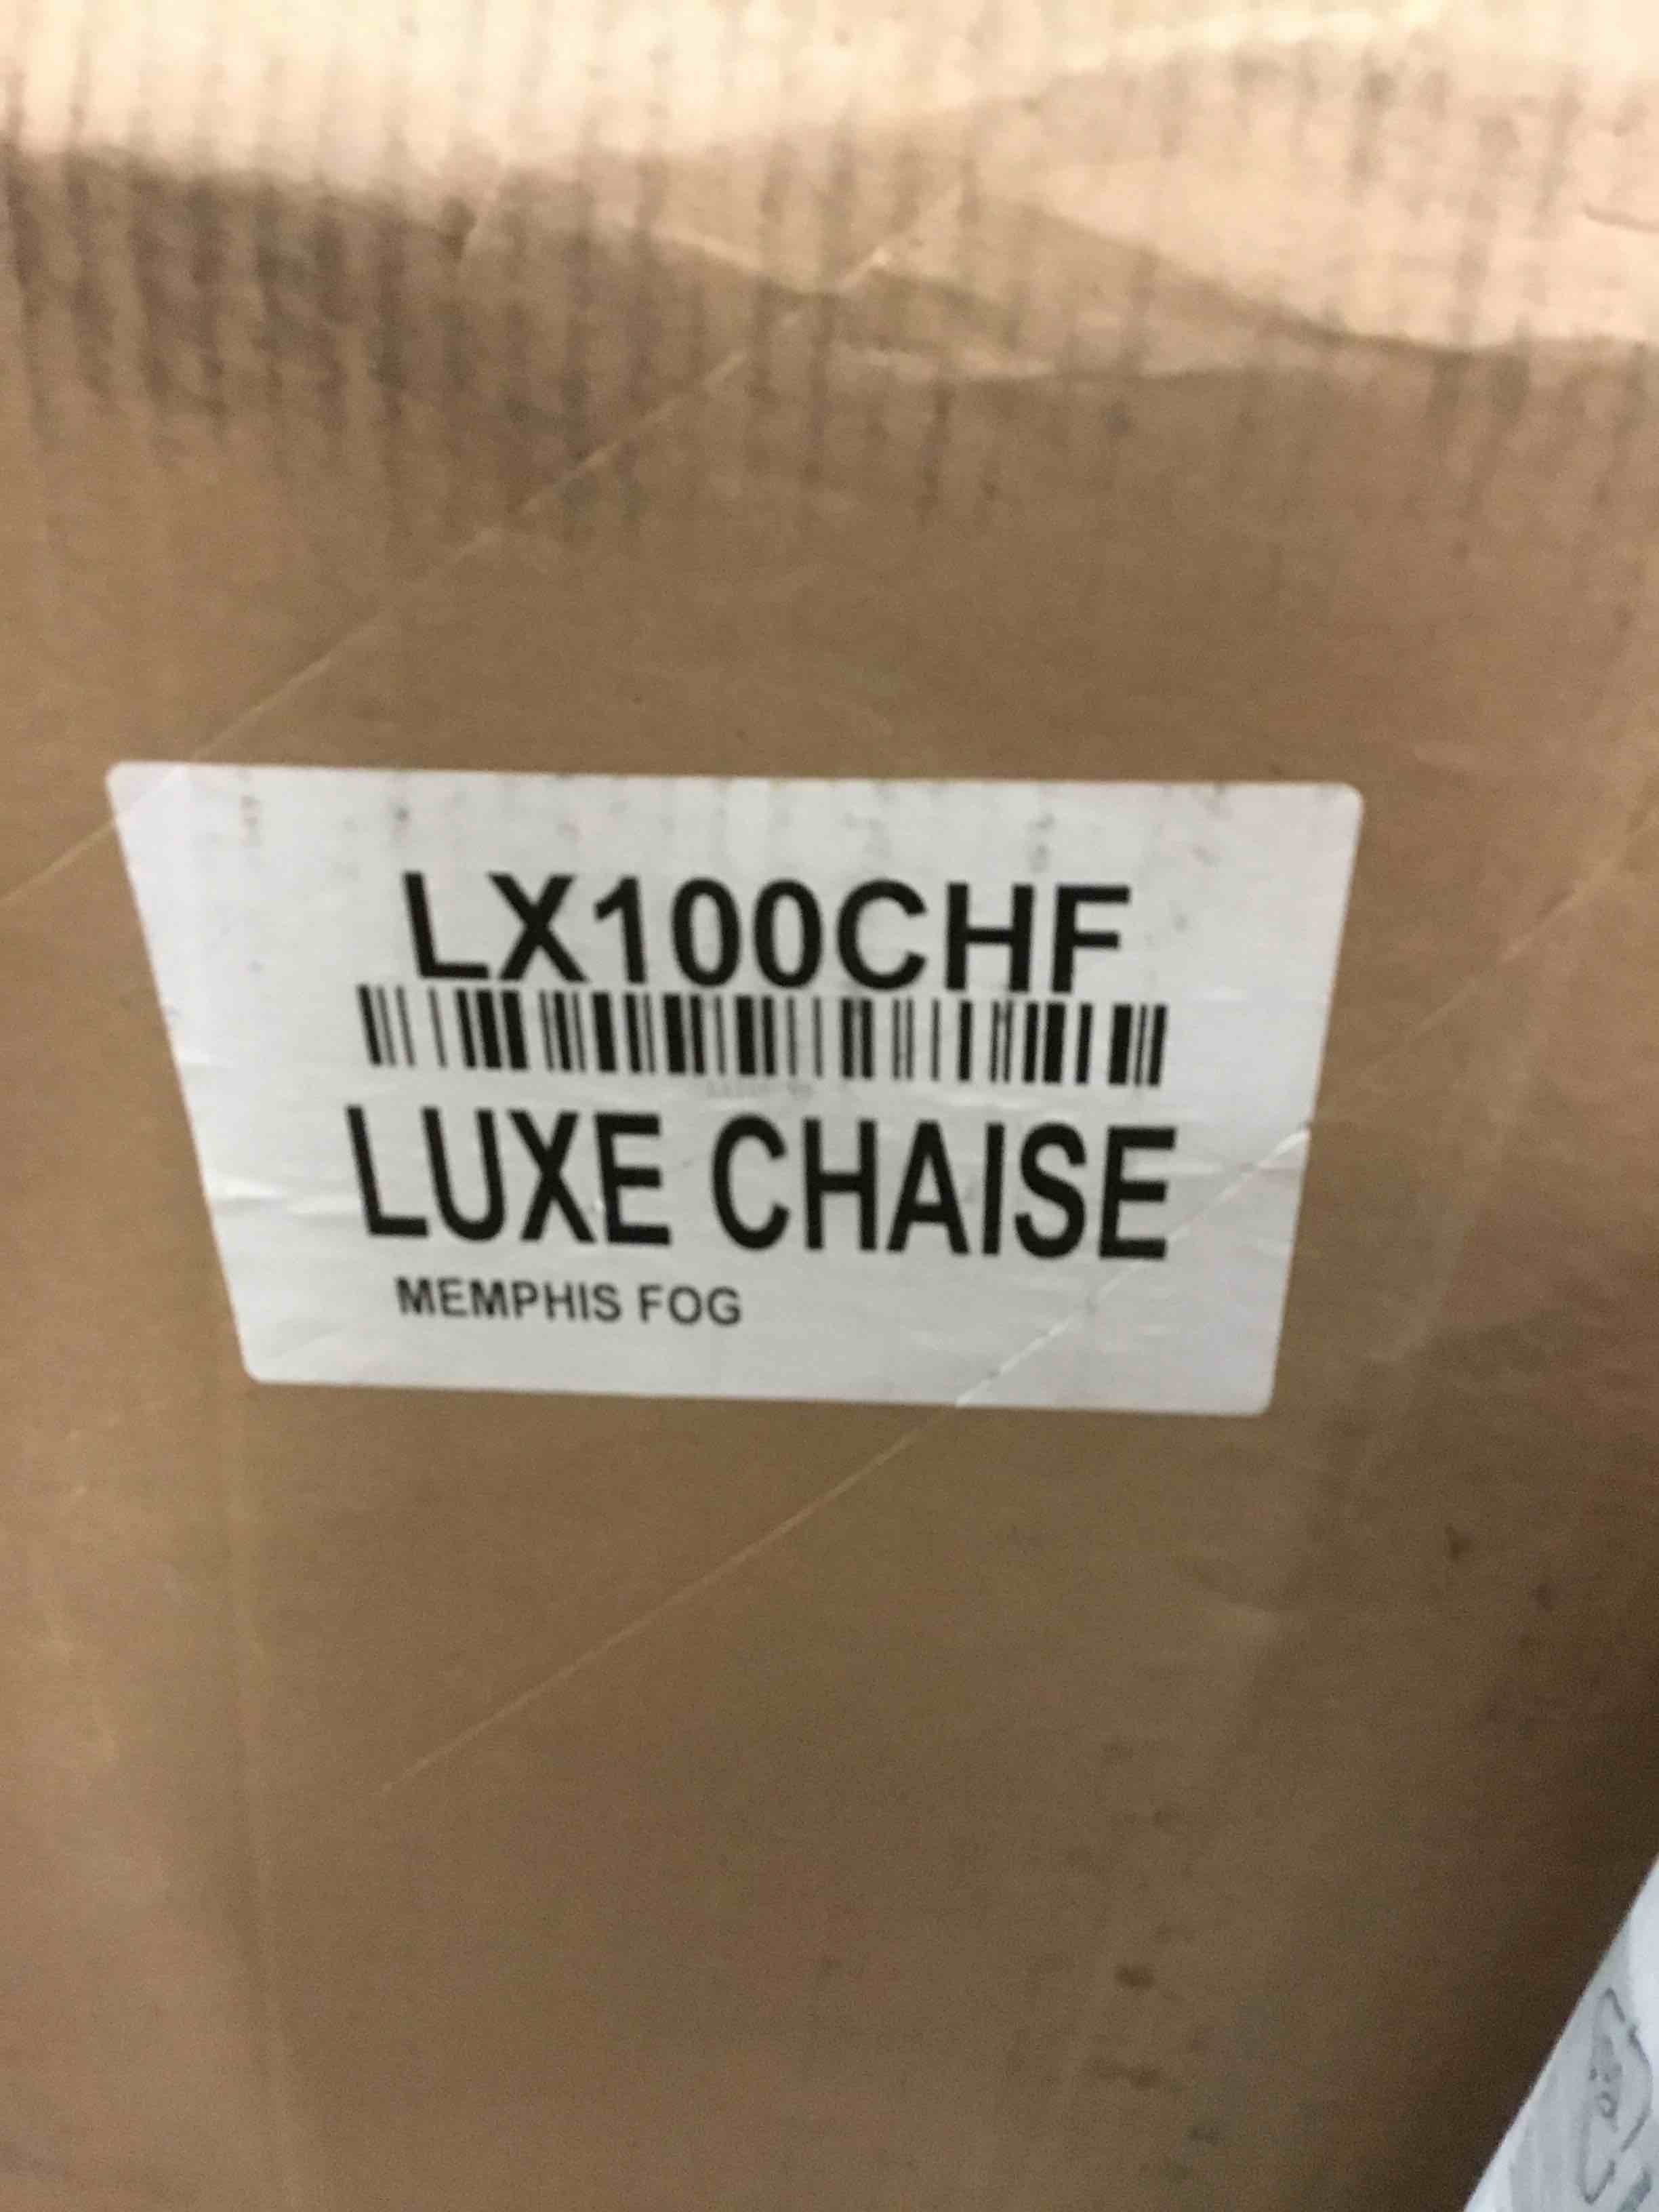 LX100CHF
LUXE CHAISE
MEMPHIS FOG